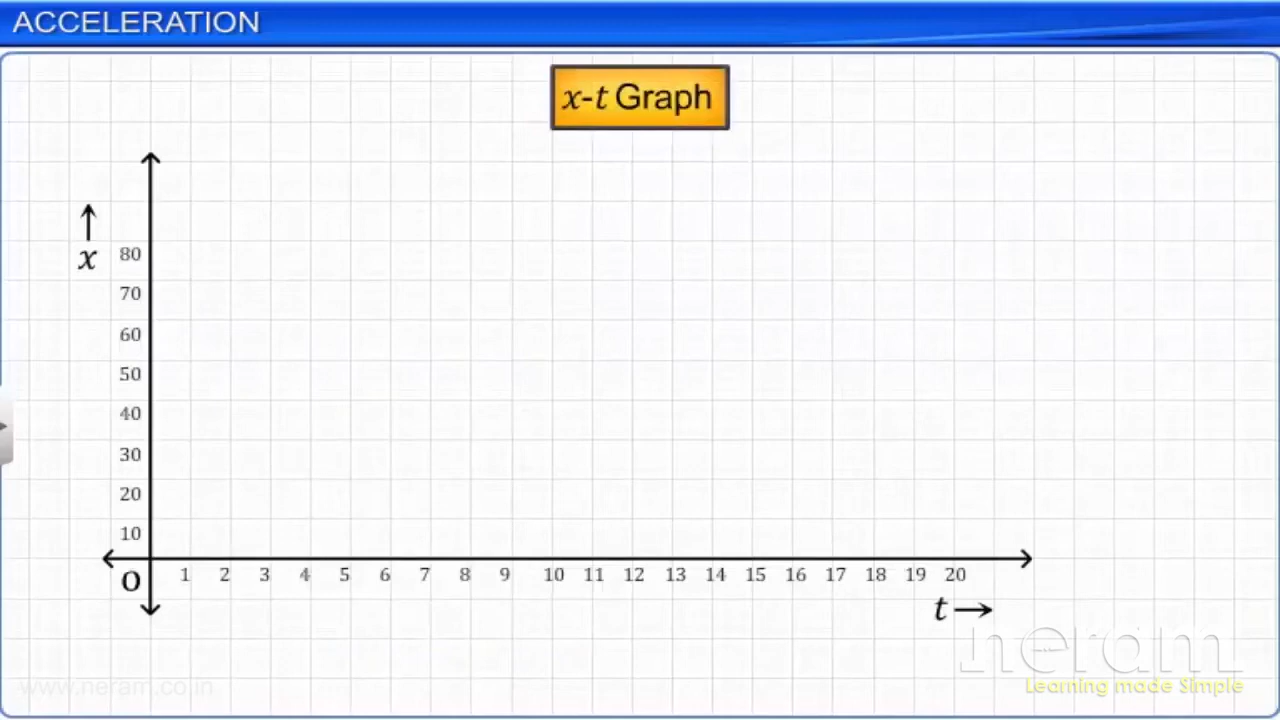 ACCELERATION
x-t Graph
x
80
70
60
50
40
30
20
10
O 1 2 3 4 5 6 7 8 9 10 11 12 13 14 15 16 17 18 19 20
t
neram
Learning made Simple
www.neram.co.in